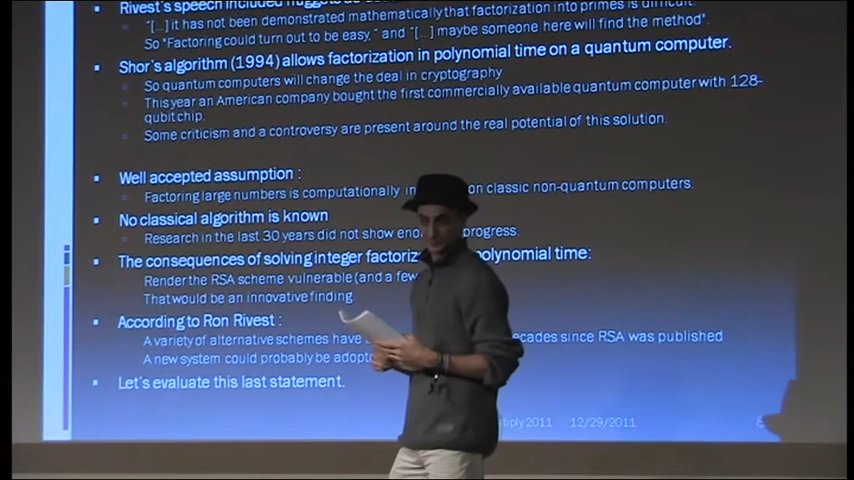 Rivest's speech included nuggets as
"[...] it has not been demonstrated mathematically that factorization into primes is difficult.
So "Factoring could turn out to be easy," and "[...] maybe someone here will find the method".
Shor's algorithm (1994) allows factorization in polynomial time on a quantum computer.
So quantum computers will change the deal in cryptography
This year an American company bought the first commercially available quantum computer with 128-
qubit chip.
Some criticism and a controversy are present around the real potential of this solution.
Well accepted assumption :
Factoring large numbers is computationally in on classic non-quantum computers.
No classical algorithm is known
Research in the last 30 years did not show eno progress.
The consequences of solving integer factoriz polynomial time:
Render the RSA scheme vulnerable (and a few
That would be an innovative finding
According to Ron Rivest :
A variety of alternative schemes have decades since RSA was published
A new system could probably be adopt
Let's evaluate this last statement.
tiply 2011 12/29/2011